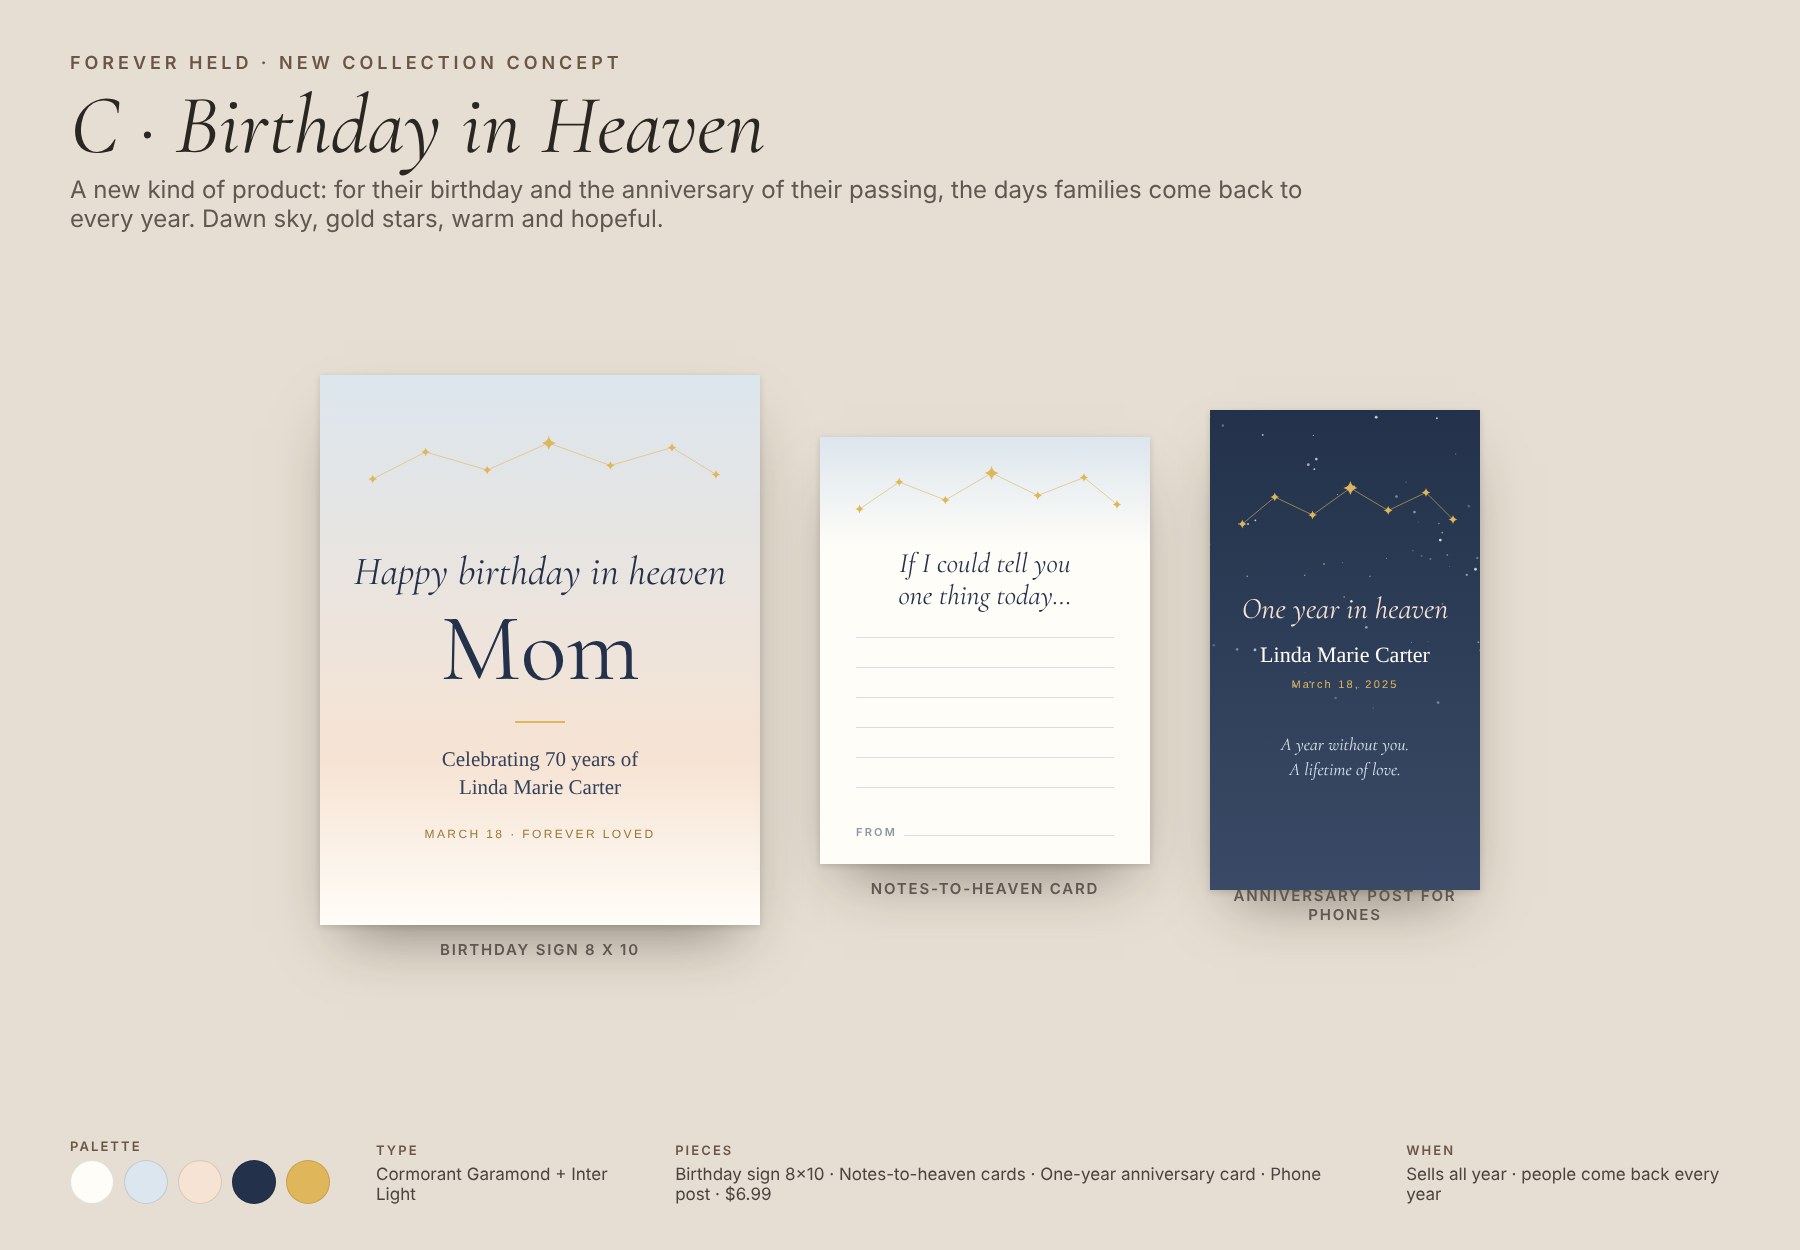 FOREVER HELD · NEW COLLECTION CONCEPT
C · Birthday in Heaven
A new kind of product: for their birthday and the anniversary of their passing, the days families come back to
every year. Dawn sky, gold stars, warm and hopeful.
Happy birthday in heaven
Mom
Celebrating 70 years of
Linda Marie Carter
MARCH 18 · FOREVER LOVED
BIRTHDAY SIGN 8 X 10
If I could tell you
one thing today...
FROM
NOTES-TO-HEAVEN CARD
One year in heaven
Linda Marie Carter
March 18, 2025
A year without you.
A lifetime of love.
ANNIVERSARY POST FOR
PHONES
PALETTE
TYPE
Cormorant Garamond + Inter
Light
PIECES
Birthday sign 8×10 · Notes-to-heaven cards · One-year anniversary card · Phone
post · $6.99
WHEN
Sells all year · people come back every
year